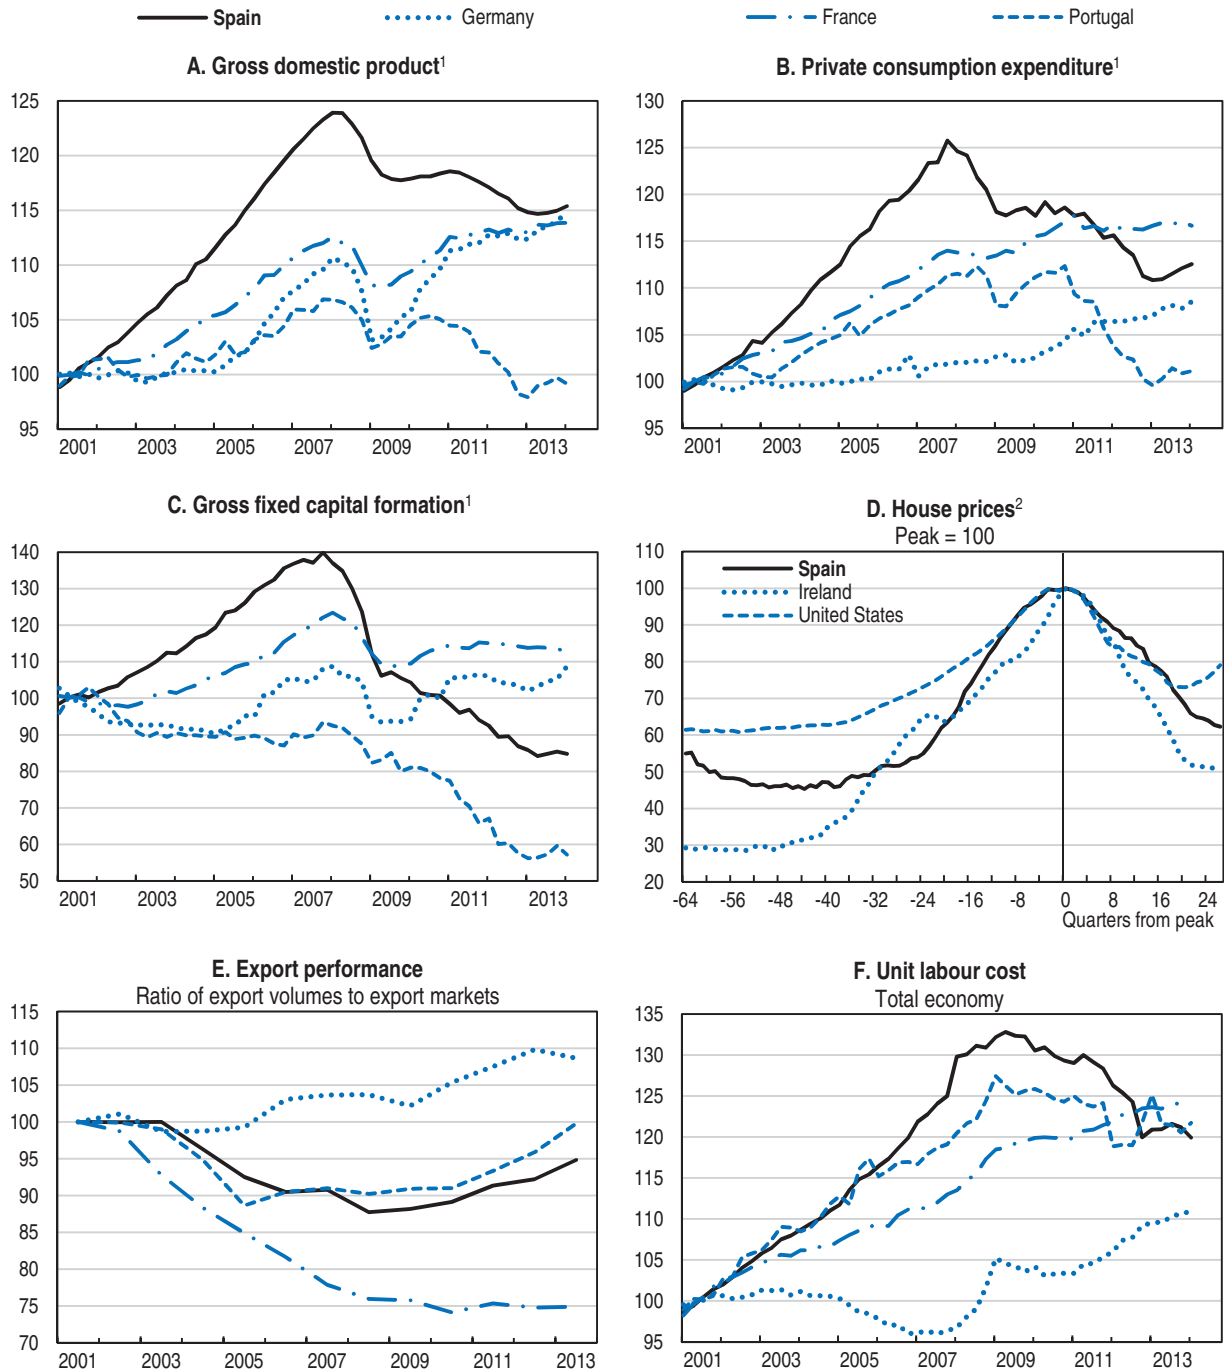 Spain Germany France Portugal
A. Gross domestic product1
125
120
115
110
105
100
95
2001 2003 2005 2007 2009 2011 2013
B. Private consumption expenditure1
130
125
120
115
110
105
100
95
2001 2003 2005 2007 2009 2011 2013
C. Gross fixed capital formation1
140
130
120
110
100
90
80
70
60
50
2001 2003 2005 2007 2009 2011 2013
D. House prices2
Peak = 100
110
100
90
80
70
60
50
40
30
20
Spain
Ireland
United States
-64 -56 -48 -40 -32 -24 -16 -8 0 8 16 24
Quarters from peak
E. Export performance
Ratio of export volumes to export markets
115
110
105
100
95
90
85
80
75
70
2001 2003 2005 2007 2009 2011 2013
F. Unit labour cost
Total economy
135
130
125
120
115
110
105
100
95
2001 2003 2005 2007 2009 2011 2013